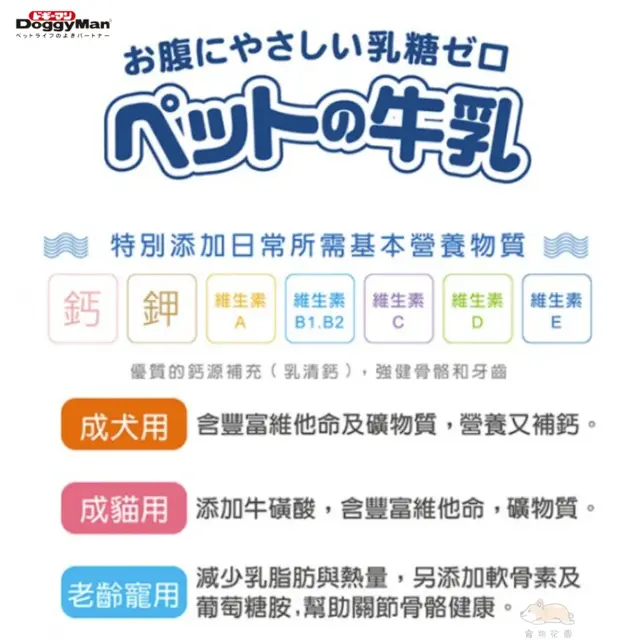 ドギーマン
DoggyMan
ペットライフのよきパートナー
お腹にやさしい乳糖ゼロ
ペットの牛乳
特別添加日常所需基本營養物質
鈣 鉀 維生素 A 維生素 B1.B2 維生素 C 維生素 D 維生素 E
優質的鈣源補充(乳清鈣),強健骨骼和牙齒
成犬用 含豐富維他命及礦物質,營養又補鈣。
成貓用 添加牛磺酸,含豐富維他命,礦物質。
老齡寵用 減少乳脂肪與熱量,另添加軟骨素及
葡萄糖胺,幫助關節骨骼健康。